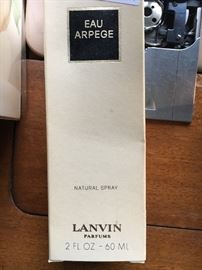 EAU
ARPEGE
NATURAL SPRAY
LANVIN
PARFUMS
2 FL OZ - 60 ML